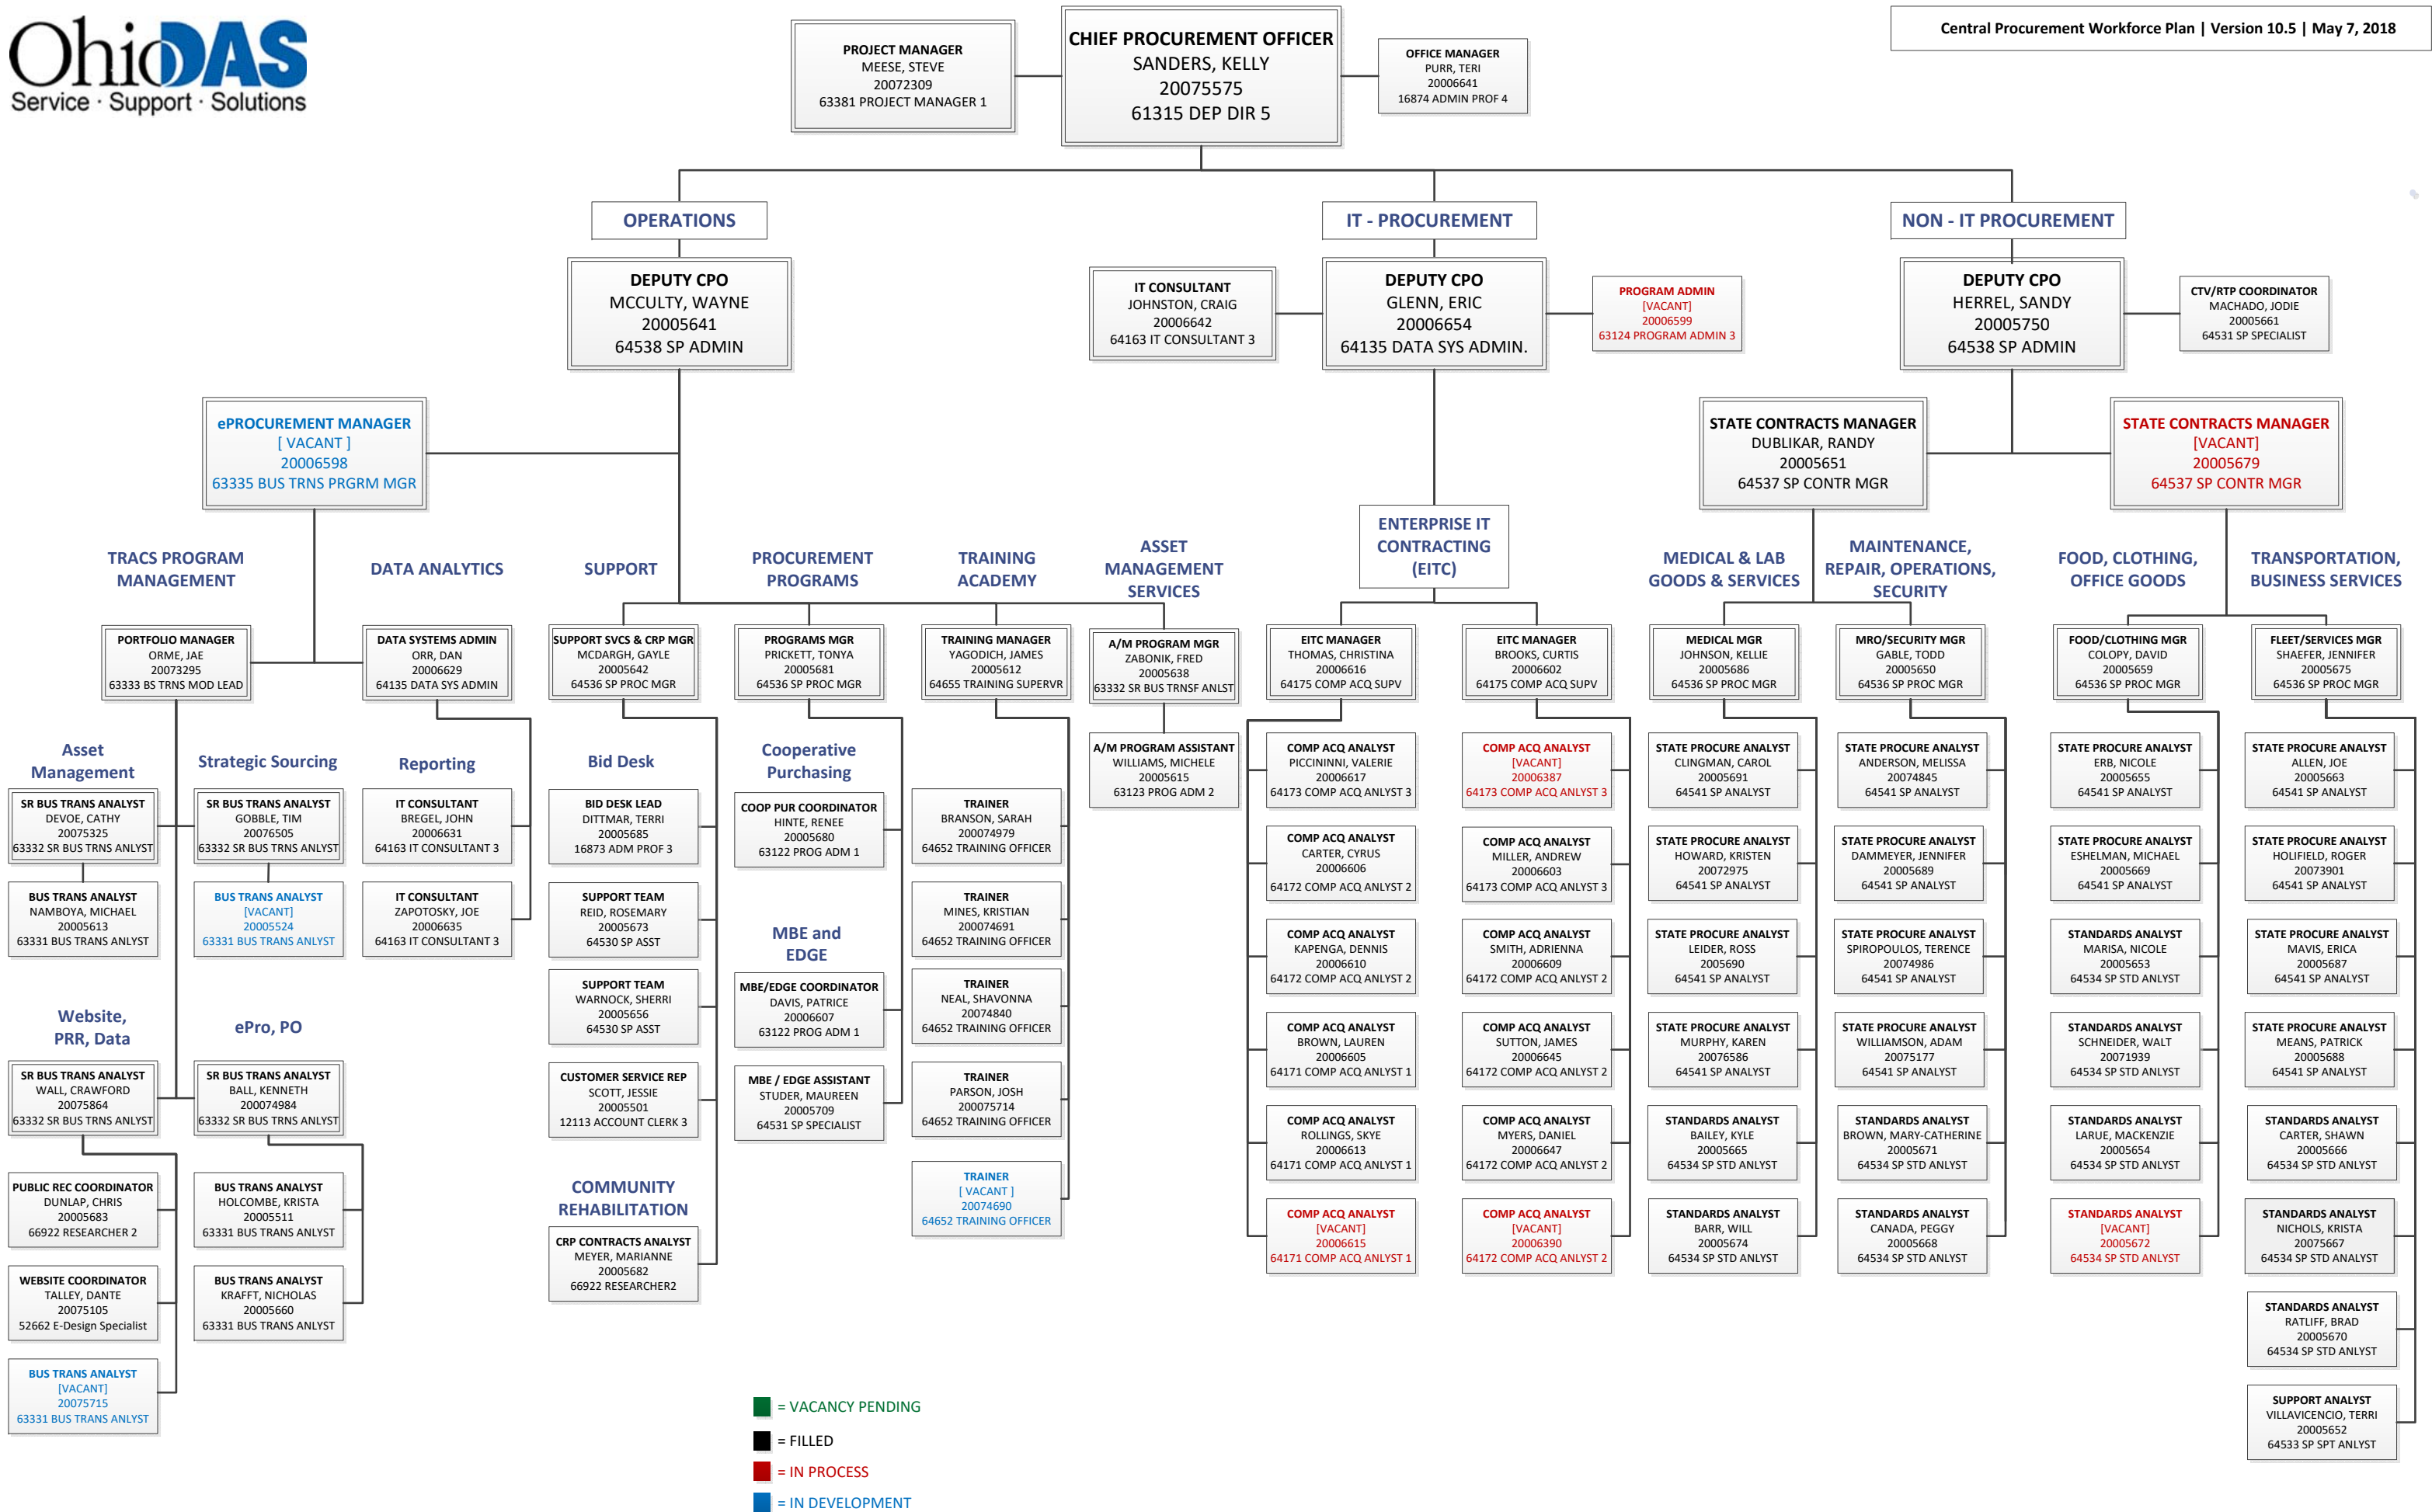 OhioDAS
Service · Support · Solutions
Central Procurement Workforce Plan | Version 10.5 | May 7, 2018
PROJECT MANAGER
MEESE, STEVE
20072309
63381 PROJECT MANAGER 1
CHIEF PROCUREMENT OFFICER
SANDERS, KELLY
20075575
61315 DEP DIR 5
OFFICE MANAGER
PURR, TERI
20006641
16874 ADMIN PROF 4
OPERATIONS
IT - PROCUREMENT
NON - IT PROCUREMENT
DEPUTY CPO
MCCULTY, WAYNE
20005641
64538 SP ADMIN
IT CONSULTANT
JOHNSTON, CRAIG
20006642
64163 IT CONSULTANT 3
DEPUTY CPO
GLENN, ERIC
20006654
64135 DATA SYS ADMIN.
PROGRAM ADMIN
[VACANT]
20006599
63124 PROGRAM ADMIN 3
DEPUTY CPO
HERREL, SANDY
20005750
64538 SP ADMIN
CTV/RTP COORDINATOR
MACHADO, JODIE
20005661
64531 SP SPECIALIST
ePROCUREMENT MANAGER
[ VACANT ]
20006598
63335 BUS TRNS PRGRM MGR
STATE CONTRACTS MANAGER
DUBLIKAR, RANDY
20005651
64537 SP CONTR MGR
STATE CONTRACTS MANAGER
[VACANT]
20005679
64537 SP CONTR MGR
TRACS PROGRAM
MANAGEMENT
DATA ANALYTICS
SUPPORT
PROCUREMENT
PROGRAMS
TRAINING
ACADEMY
ASSET
MANAGEMENT
SERVICES
ENTERPRISE IT
CONTRACTING
(EITC)
MEDICAL & LAB
GOODS & SERVICES
MAINTENANCE,
REPAIR, OPERATIONS,
SECURITY
FOOD, CLOTHING,
OFFICE GOODS
TRANSPORTATION,
BUSINESS SERVICES
PORTFOLIO MANAGER
ORME, JAE
20073295
63333 BS TRNS MOD LEAD
DATA SYSTEMS ADMIN
ORR, DAN
20006629
64135 DATA SYS ADMIN
SUPPORT SVCS & CRP MGR
MCDARGH, GAYLE
20005642
64536 SP PROC MGR
PROGRAMS MGR
PRICKETT, TONYA
20005681
64536 SP PROC MGR
TRAINING MANAGER
YAGODICH, JAMES
20005612
64655 TRAINING SUPERVR
A/M PROGRAM MGR
ZABONIK, FRED
20005638
63332 SR BUS TRNSF ANLST
EITC MANAGER
THOMAS, CHRISTINA
20006616
64175 COMP ACQ SUPV
EITC MANAGER
BROOKS, CURTIS
20006602
64175 COMP ACQ SUPV
MEDICAL MGR
JOHNSON, KELLIE
20005686
64536 SP PROC MGR
MRO/SECURITY MGR
GABLE, TODD
20005650
64536 SP PROC MGR
FOOD/CLOTHING MGR
COLOPY, DAVID
20005659
64536 SP PROC MGR
FLEET/SERVICES MGR
SHAEFER, JENNIFER
20005675
64536 SP PROC MGR
Asset
Management
SR BUS TRANS ANALYST
DEVOE, CATHY
20075325
63332 SR BUS TRNS ANLYST
BUS TRANS ANALYST
NAMBOYA, MICHAEL
20005613
63331 BUS TRANS ANLYST
Strategic Sourcing
SR BUS TRANS ANALYST
GOBBLE, TIM
20076505
63332 SR BUS TRNS ANLYST
BUS TRANS ANALYST
[VACANT]
20005524
63331 BUS TRANS ANLYST
Website,
PRR, Data
SR BUS TRANS ANALYST
WALL, CRAWFORD
20075864
63332 SR BUS TRNS ANLYST
PUBLIC REC COORDINATOR
DUNLAP, CHRIS
20005683
66922 RESEARCHER 2
WEBSITE COORDINATOR
TALLEY, DANTE
20075105
52662 E-Design Specialist
BUS TRANS ANALYST
[VACANT]
20075715
63331 BUS TRANS ANLYST
ePro, PO
SR BUS TRANS ANALYST
BALL, KENNETH
200074984
63332 SR BUS TRNS ANLYST
BUS TRANS ANALYST
HOLCOMBE, KRISTA
20005511
63331 BUS TRANS ANLYST
BUS TRANS ANALYST
KRAFFT, NICHOLAS
20005660
63331 BUS TRANS ANLYST
Reporting
IT CONSULTANT
BREGEL, JOHN
20006631
64163 IT CONSULTANT 3
IT CONSULTANT
ZAPOTOSKY, JOE
20006635
64163 IT CONSULTANT 3
Bid Desk
BID DESK LEAD
DITTMAR, TERRI
20005685
16873 ADM PROF 3
SUPPORT TEAM
REID, ROSEMARY
20005673
64530 SP ASST
SUPPORT TEAM
WARNOCK, SHERRI
20005656
64530 SP ASST
CUSTOMER SERVICE REP
SCOTT, JESSIE
20005501
12113 ACCOUNT CLERK 3
COMMUNITY
REHABILITATION
CRP CONTRACTS ANALYST
MEYER, MARIANNE
20005682
66922 RESEARCHER2
Cooperative
Purchasing
COOP PUR COORDINATOR
HINTE, RENEE
20005680
63122 PROG ADM 1
MBE and
EDGE
MBE/EDGE COORDINATOR
DAVIS, PATRICE
20006607
63122 PROG ADM 1
MBE / EDGE ASSISTANT
STUDER, MAUREEN
20005709
64531 SP SPECIALIST
TRAINER
BRANSON, SARAH
200074979
64652 TRAINING OFFICER
TRAINER
MINES, KRISTIAN
200074691
64652 TRAINING OFFICER
TRAINER
NEAL, SHAVONNA
20074840
64652 TRAINING OFFICER
TRAINER
PARSON, JOSH
200075714
64652 TRAINING OFFICER
TRAINER
[ VACANT ]
20074690
64652 TRAINING OFFICER
A/M PROGRAM ASSISTANT
WILLIAMS, MICHELE
20005615
63123 PROG ADM 2
COMP ACQ ANALYST
PICCININNI, VALERIE
20006617
64173 COMP ACQ ANLYST 3
COMP ACQ ANALYST
CARTER, CYRUS
20006606
64172 COMP ACQ ANLYST 2
COMP ACQ ANALYST
KAPENGA, DENNIS
20006610
64172 COMP ACQ ANLYST 2
COMP ACQ ANALYST
BROWN, LAUREN
20006605
64171 COMP ACQ ANLYST 1
COMP ACQ ANALYST
ROLLINGS, SKYE
20006613
64171 COMP ACQ ANLYST 1
COMP ACQ ANALYST
[VACANT]
20006615
64171 COMP ACQ ANLYST 1
COMP ACQ ANALYST
[VACANT]
20006387
64173 COMP ACQ ANLYST 3
COMP ACQ ANALYST
MILLER, ANDREW
20006603
64173 COMP ACQ ANLYST 3
COMP ACQ ANALYST
SMITH, ADRIENNA
20006609
64172 COMP ACQ ANLYST 2
COMP ACQ ANALYST
SUTTON, JAMES
20006645
64172 COMP ACQ ANLYST 2
COMP ACQ ANALYST
MYERS, DANIEL
20006647
64172 COMP ACQ ANLYST 2
COMP ACQ ANALYST
[VACANT]
20006390
64172 COMP ACQ ANLYST 2
STATE PROCURE ANALYST
CLINGMAN, CAROL
20005691
64541 SP ANALYST
STATE PROCURE ANALYST
HOWARD, KRISTEN
20072975
64541 SP ANALYST
STATE PROCURE ANALYST
LEIDER, ROSS
2005690
64541 SP ANALYST
STATE PROCURE ANALYST
MURPHY, KAREN
20076586
64541 SP ANALYST
STANDARDS ANALYST
BAILEY, KYLE
20005665
64534 SP STD ANLYST
STANDARDS ANALYST
BARR, WILL
20005674
64534 SP STD ANLYST
STATE PROCURE ANALYST
ANDERSON, MELISSA
20074845
64541 SP ANALYST
STATE PROCURE ANALYST
DAMMEYER, JENNIFER
20005689
64541 SP ANALYST
STATE PROCURE ANALYST
SPIROPOULOS, TERENCE
20074986
64541 SP ANALYST
STATE PROCURE ANALYST
WILLIAMSON, ADAM
20075177
64541 SP ANALYST
STANDARDS ANALYST
BROWN, MARY-CATHERINE
20005671
64534 SP STD ANLYST
STANDARDS ANALYST
CANADA, PEGGY
20005668
64534 SP STD ANLYST
STATE PROCURE ANALYST
ERB, NICOLE
20005655
64541 SP ANALYST
STATE PROCURE ANALYST
ESHELMAN, MICHAEL
20005669
64541 SP ANALYST
STANDARDS ANALYST
MARISA, NICOLE
20005653
64534 SP STD ANLYST
STANDARDS ANALYST
SCHNEIDER, WALT
20071939
64534 SP STD ANLYST
STANDARDS ANALYST
LARUE, MACKENZIE
20005654
64534 SP STD ANLYST
STANDARDS ANALYST
[VACANT]
20005672
64534 SP STD ANLYST
STATE PROCURE ANALYST
ALLEN, JOE
20005663
64541 SP ANALYST
STATE PROCURE ANALYST
HOLIFIELD, ROGER
20073901
64541 SP ANALYST
STATE PROCURE ANALYST
MAVIS, ERICA
20005687
64541 SP ANALYST
STATE PROCURE ANALYST
MEANS, PATRICK
20005688
64541 SP ANALYST
STANDARDS ANALYST
CARTER, SHAWN
20005666
64534 SP STD ANLYST
STANDARDS ANALYST
NICHOLS, KRISTA
20075667
64534 SP STD ANALYST
STANDARDS ANALYST
RATLIFF, BRAD
20005670
64534 SP STD ANLYST
SUPPORT ANALYST
VILLAVICENCIO, TERRI
20005652
64533 SP SPT ANLYST
= VACANCY PENDING
= FILLED
= IN PROCESS
= IN DEVELOPMENT